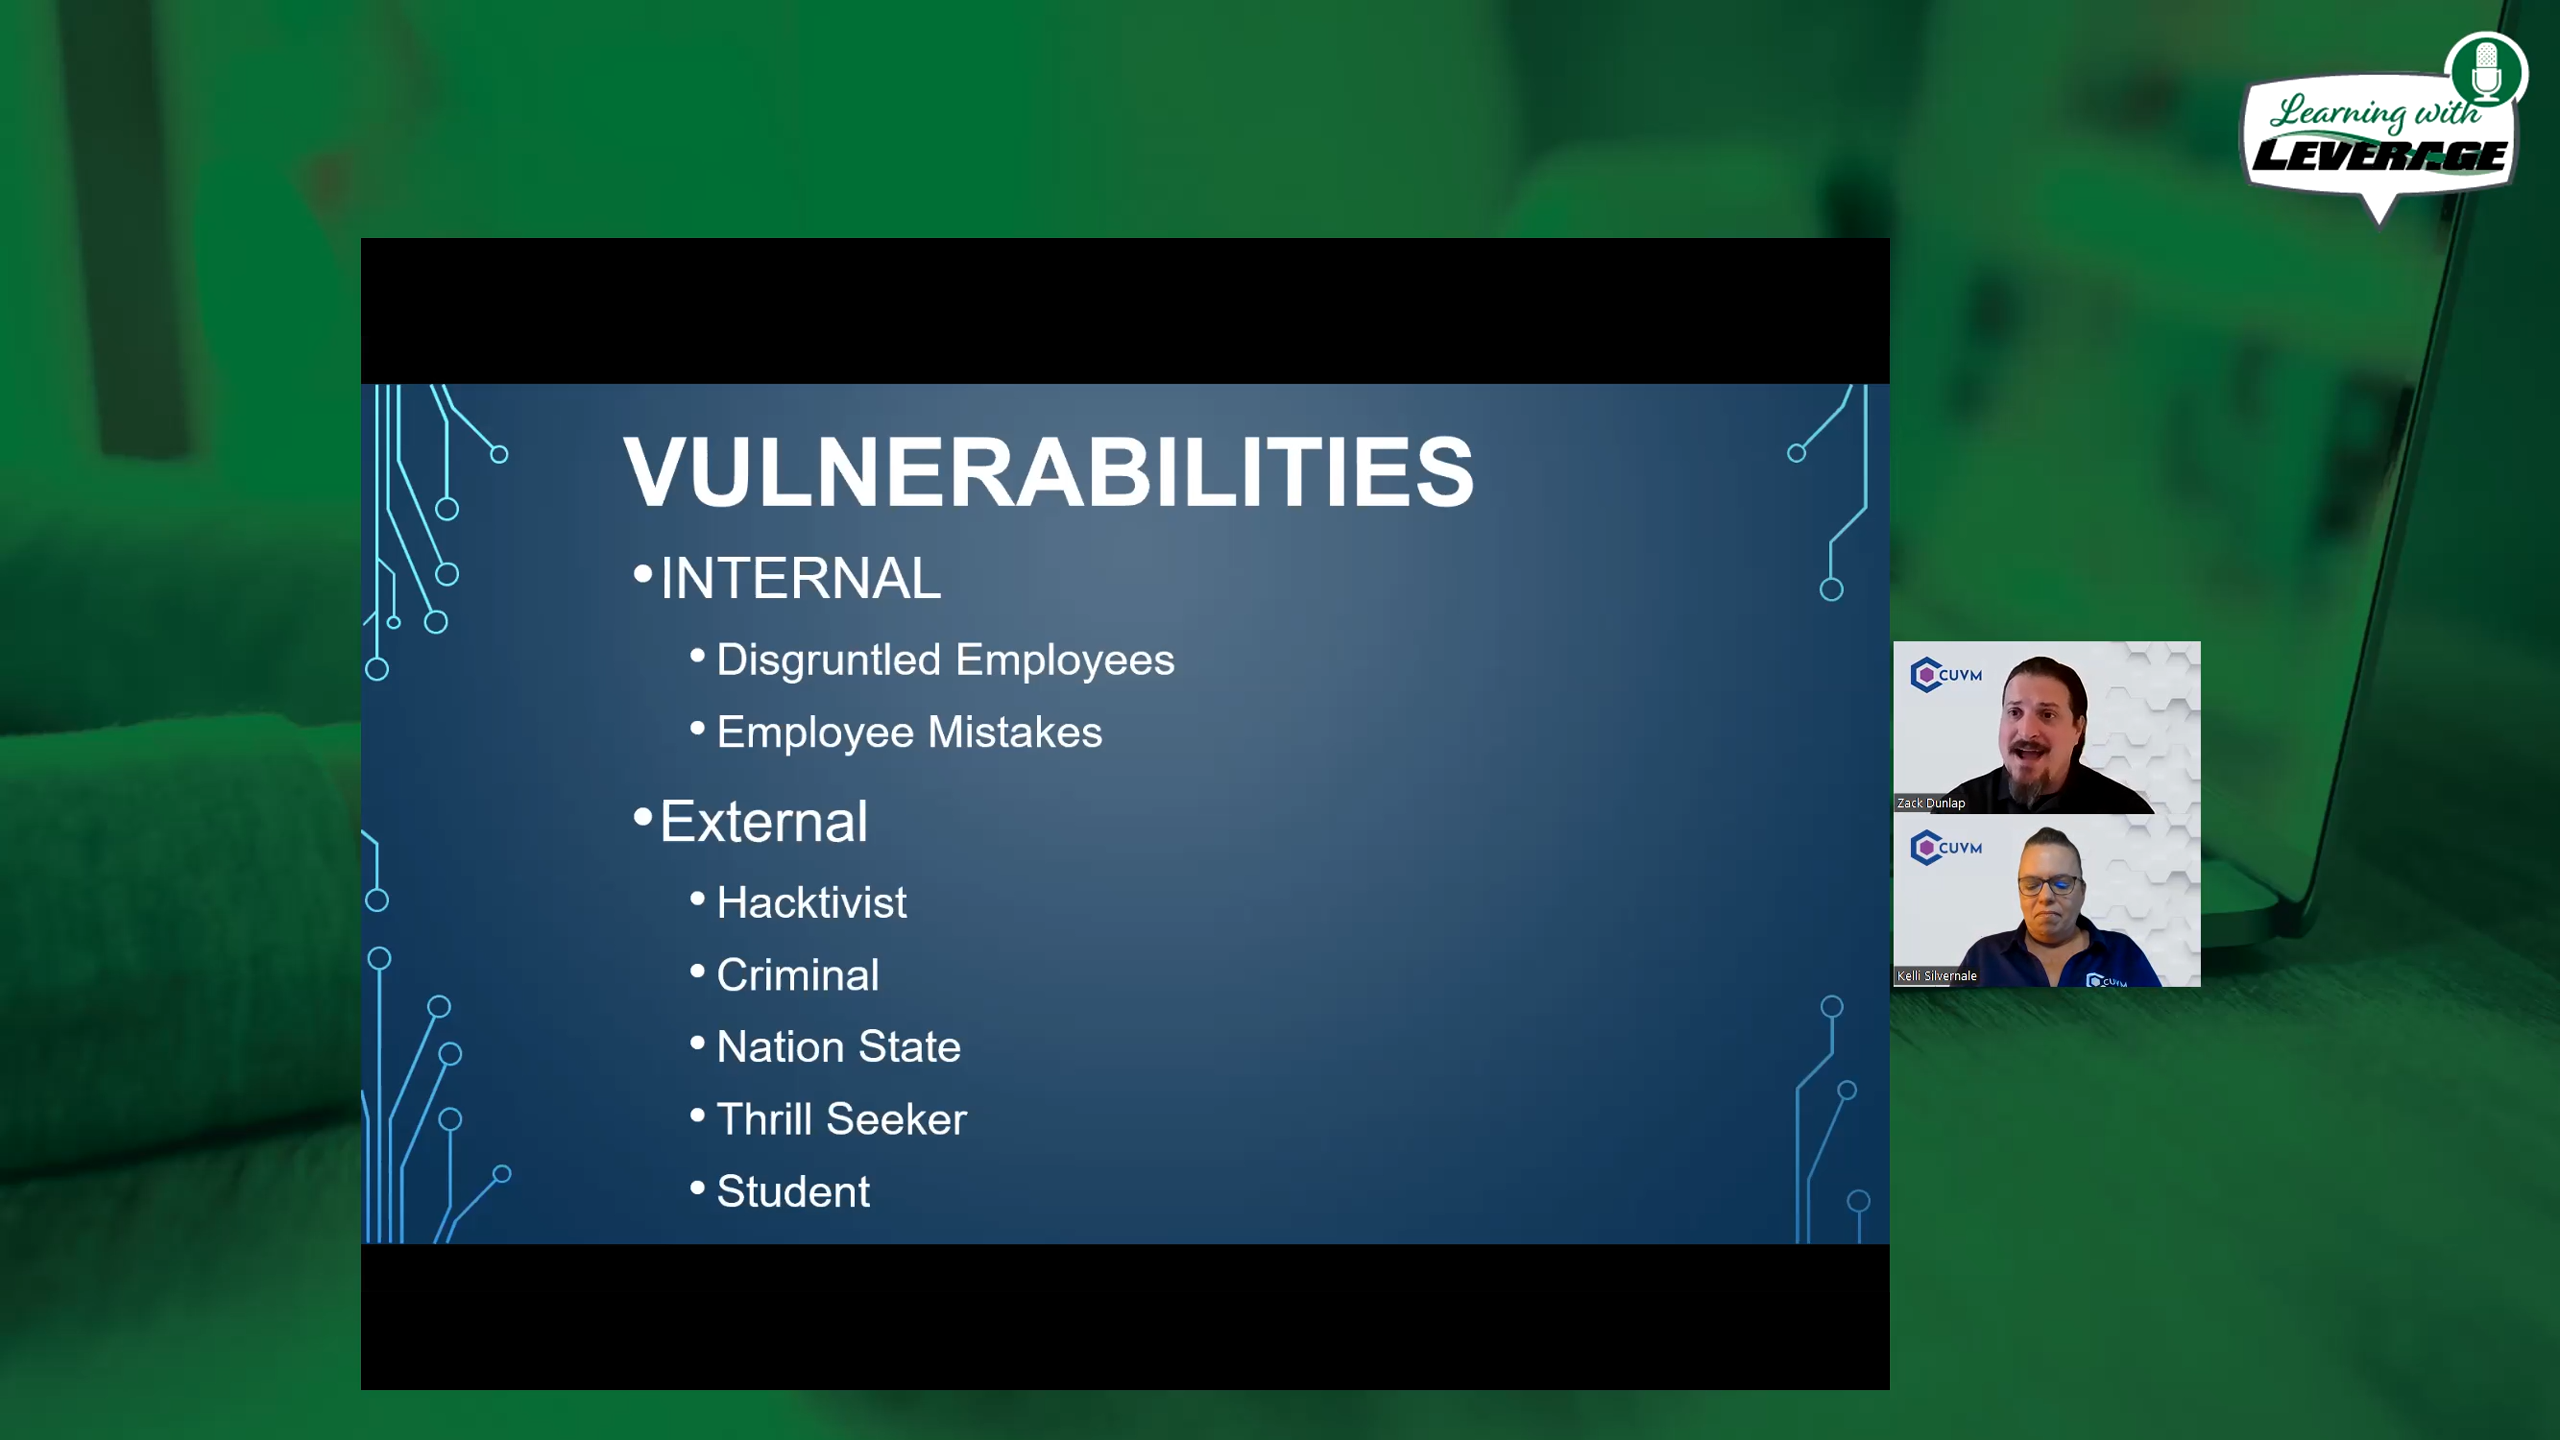 Learning with
LEVERAGE
VULNERABILITIES
•INTERNAL
• Disgruntled Employees
• Employee Mistakes
•External
• Hacktivist
• Criminal
• Nation State
• Thrill Seeker
• Student
CUVM
Zack Dunlap
CUVM
CUVM
Kelli Silvernale